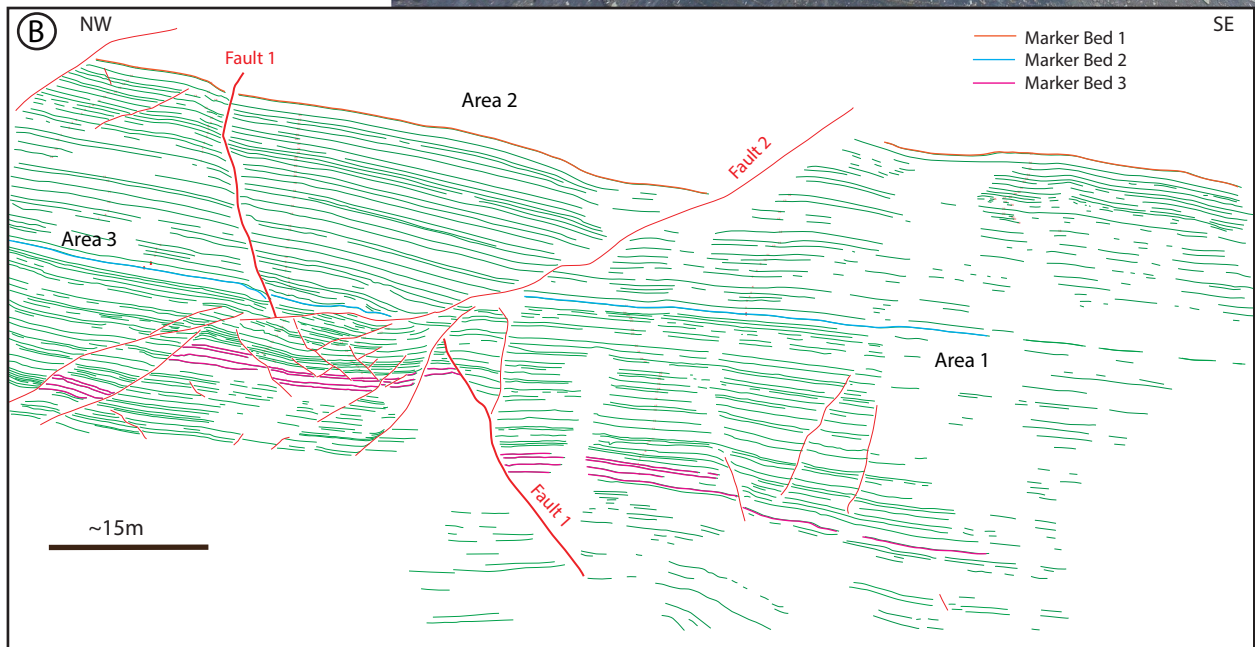 B
NW
SE
Marker Bed 1
Marker Bed 2
Marker Bed 3
Fault 1
Area 2
Fault 2
Area 3
Area 1
Fault 1
~15m